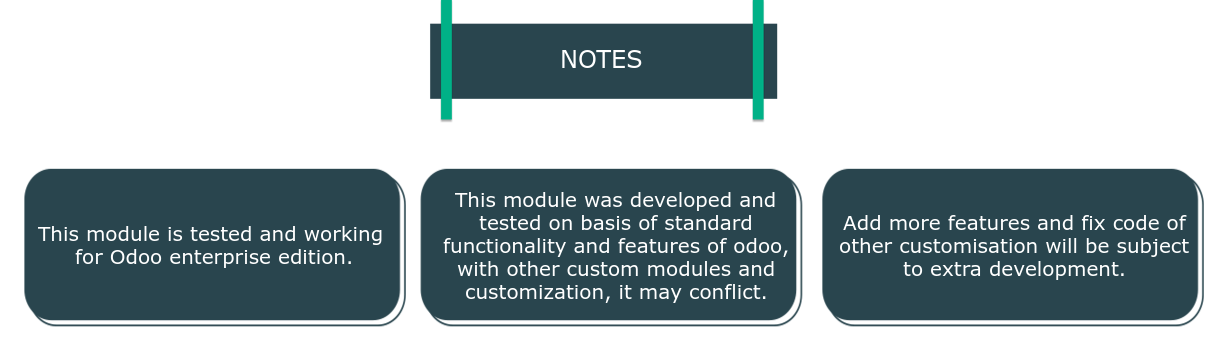 NOTES
This module is tested and working
for Odoo enterprise edition.
This module was developed and
tested on basis of standard
functionality and features of odoo,
with other custom modules and
customization, it may conflict.
Add more features and fix code of
other customisation will be subject
to extra development.